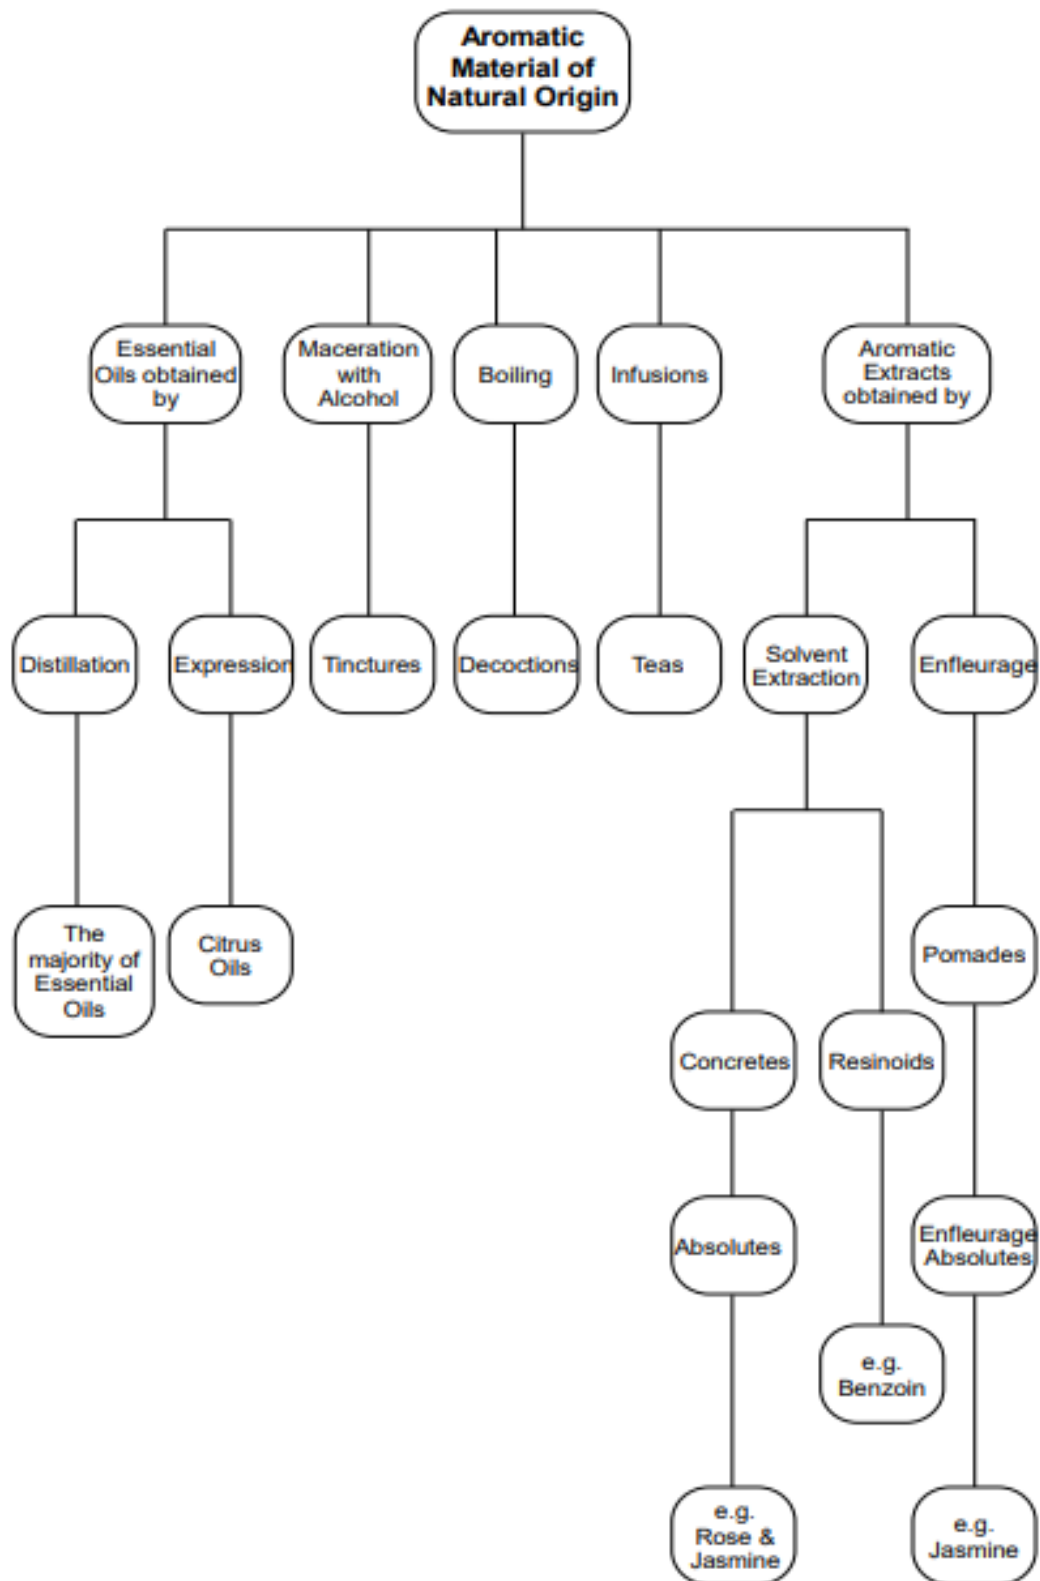 Aromatic
Material of
Natural Origin
Essential
Oils obtained
by
Maceration
with
Alcohol
Boiling
Infusions
Aromatic
Extracts
obtained by
Distillation
Expression
Tinctures
Decoctions
Teas
Solvent
Extraction
Enfleurage
The
majority of
Essential
Oils
Citrus
Oils
Pomades
Concretes
Resinoids
Absolutes
Enfleurage
Absolutes
e.g.
Benzoin
e.g.
Rose &
Jasmine
e.g.
Jasmine